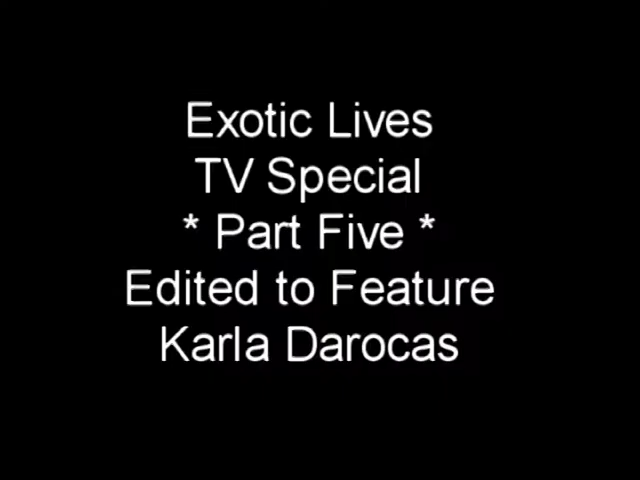 Exotic Lives
TV Special
* Part Five *
Edited to Feature
Karla Darocas